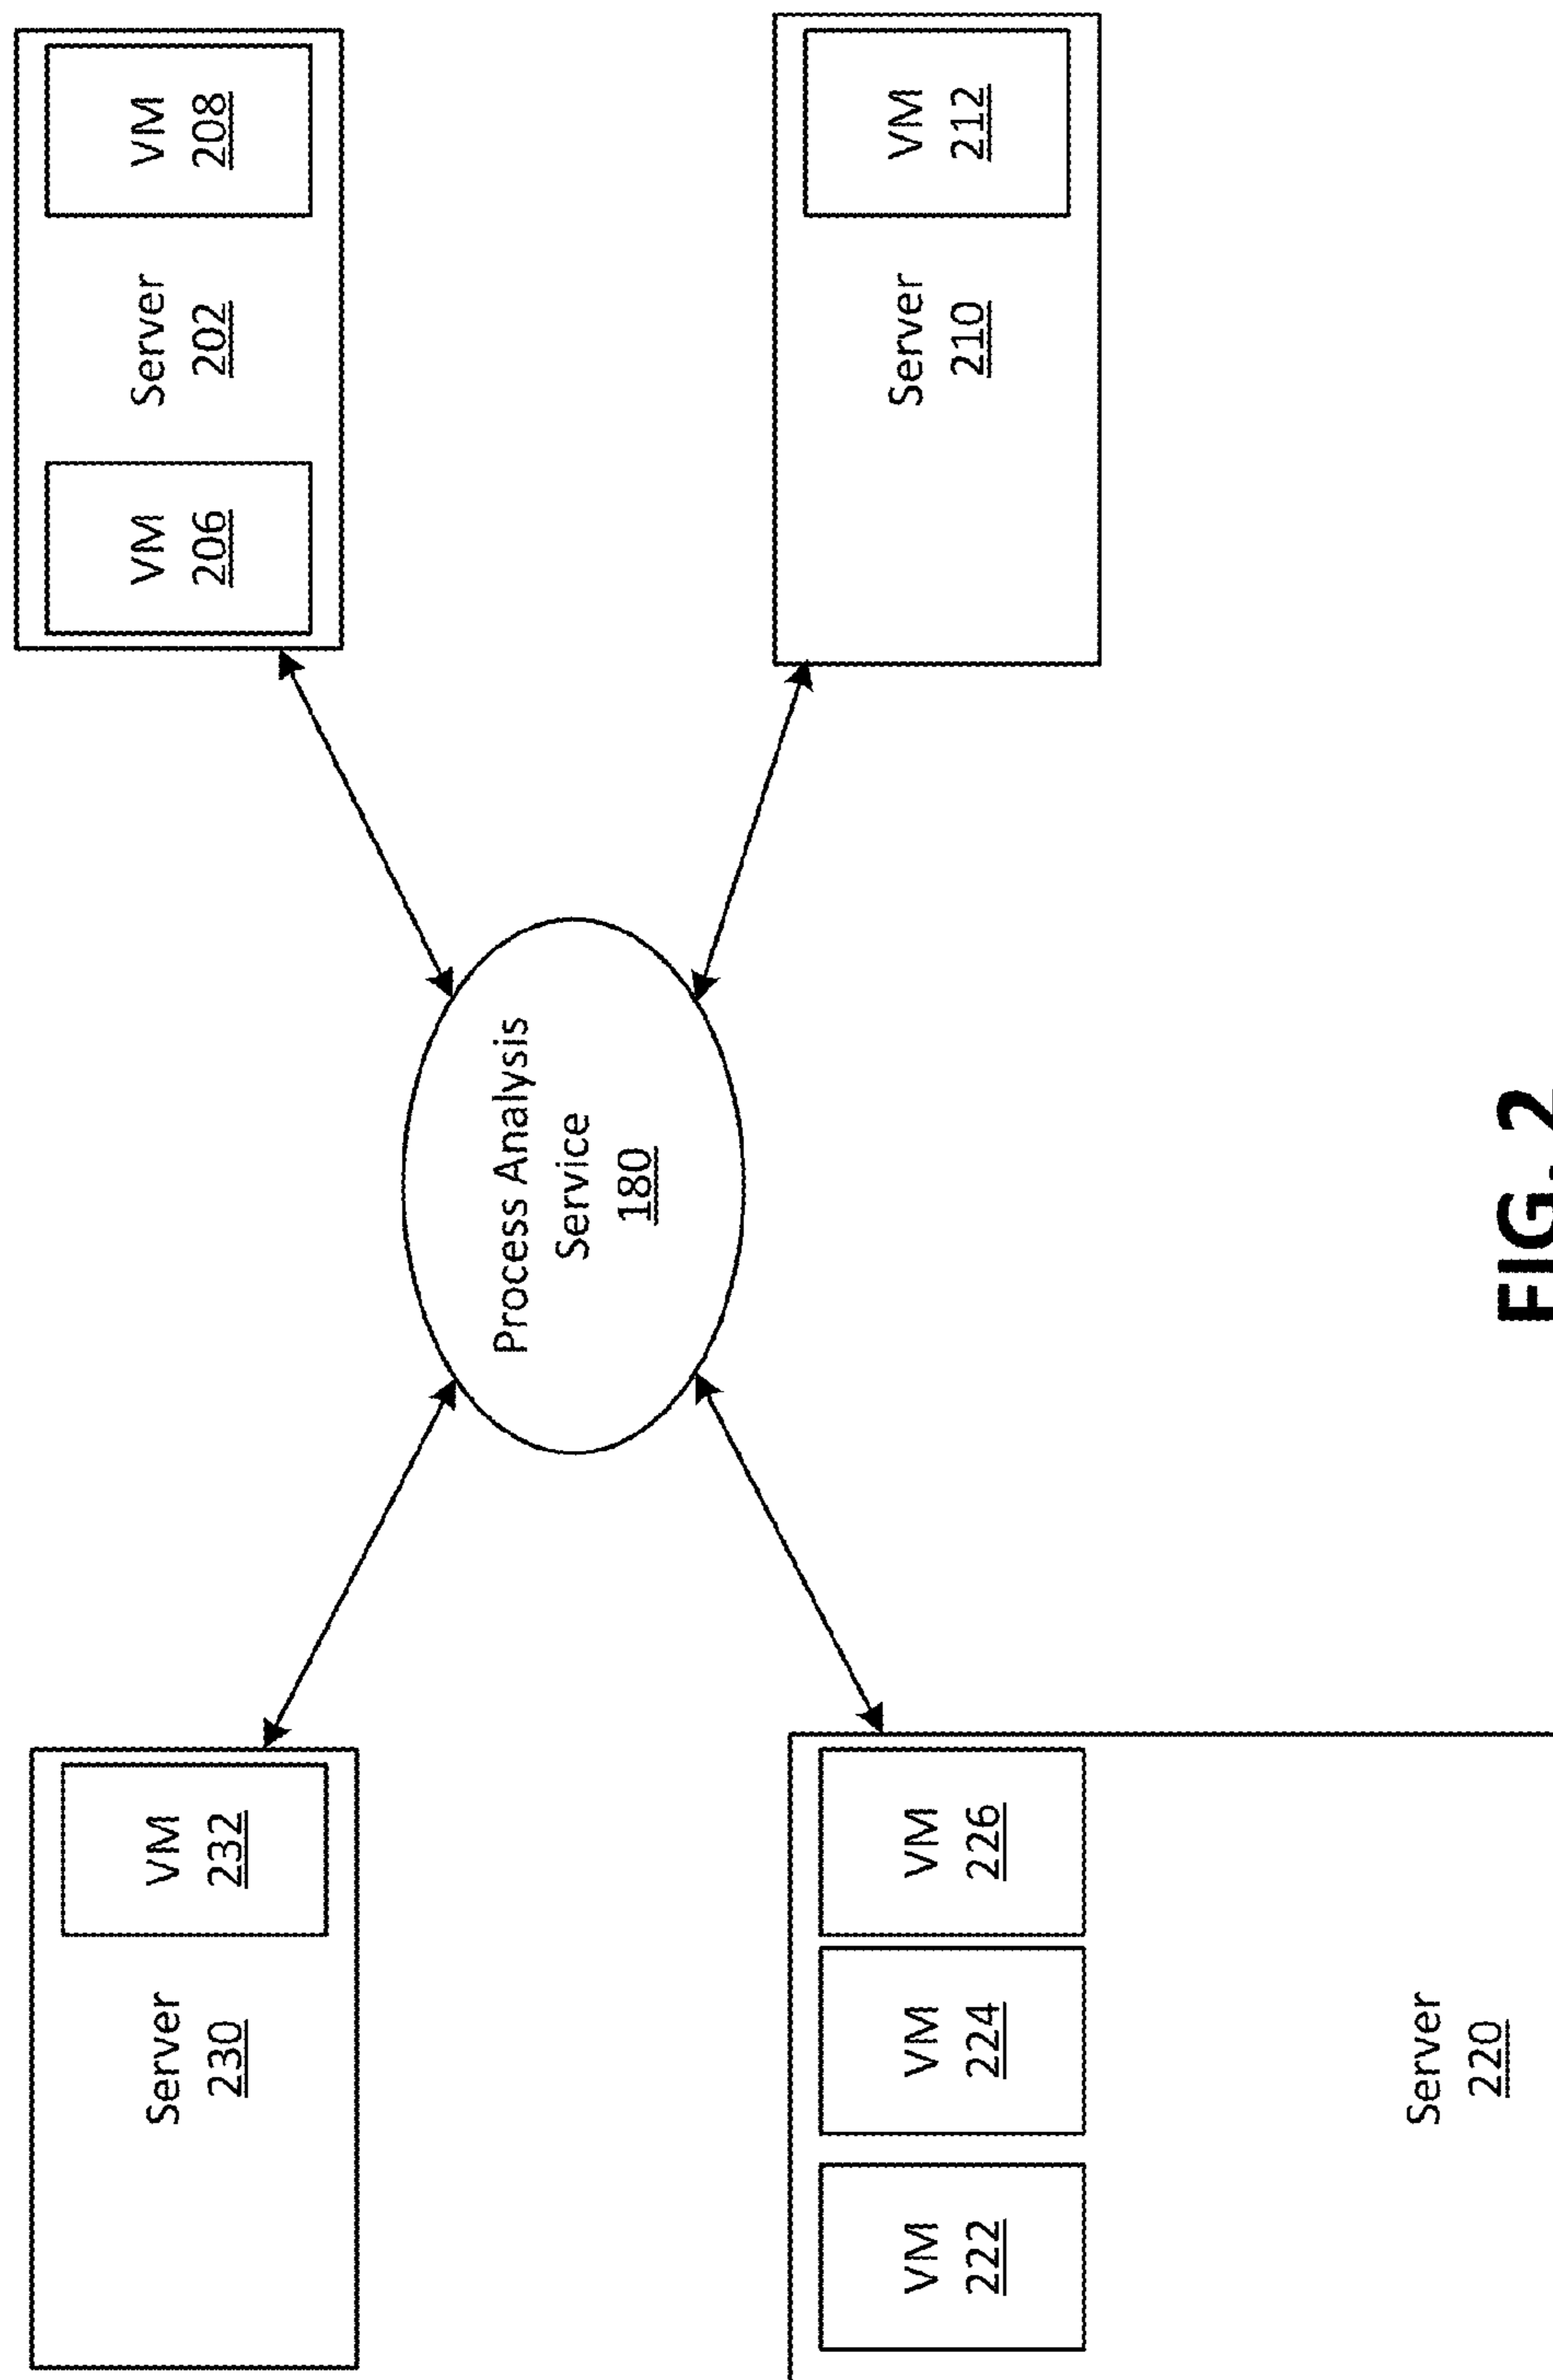 Server
230
VM
232
VM
206
Server
202
VM
208
Process Analysis
Service
180
VM
222
VM
224
VM
226
Server
220
Server
210
VM
212
FIG. 2